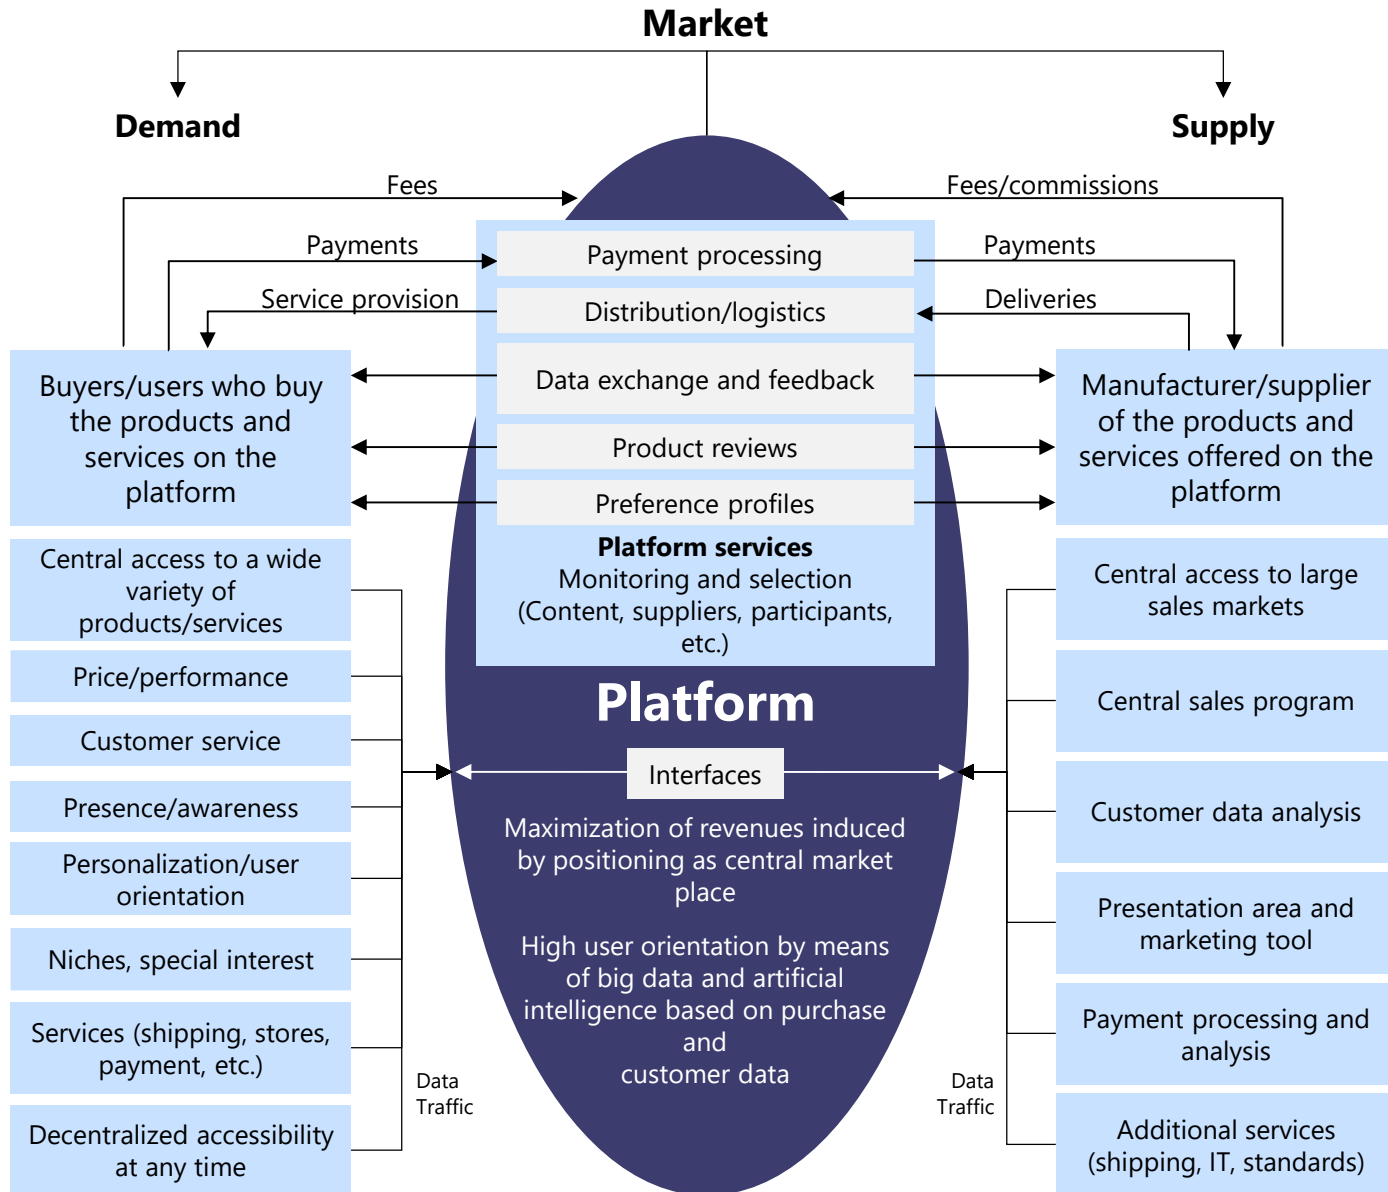 Market
Demand
Supply
Fees
Fees/commissions
Payments
Payment processing
Payments
Service provision
Distribution/logistics
Deliveries
Buyers/users who buy
the products and
services on the
platform
Data exchange and feedback
Product reviews
Preference profiles
Manufacturer/supplier
of the products and
services offered on the
platform
Platform services
Monitoring and selection
(Content, suppliers, participants,
etc.)
Platform
Interfaces
Maximization of revenues induced
by positioning as central market
place
High user orientation by means
of big data and artificial
intelligence based on purchase
and
customer data
Central access to a wide
variety of
products/services
Price/performance
Customer service
Presence/awareness
Personalization/user
orientation
Niches, special interest
Services (shipping, stores,
payment, etc.)
Decentralized accessibility
at any time
Data
Traffic
Data
Traffic
Central access to large
sales markets
Central sales program
Customer data analysis
Presentation area and
marketing tool
Payment processing and
analysis
Additional services
(shipping, IT, standards)